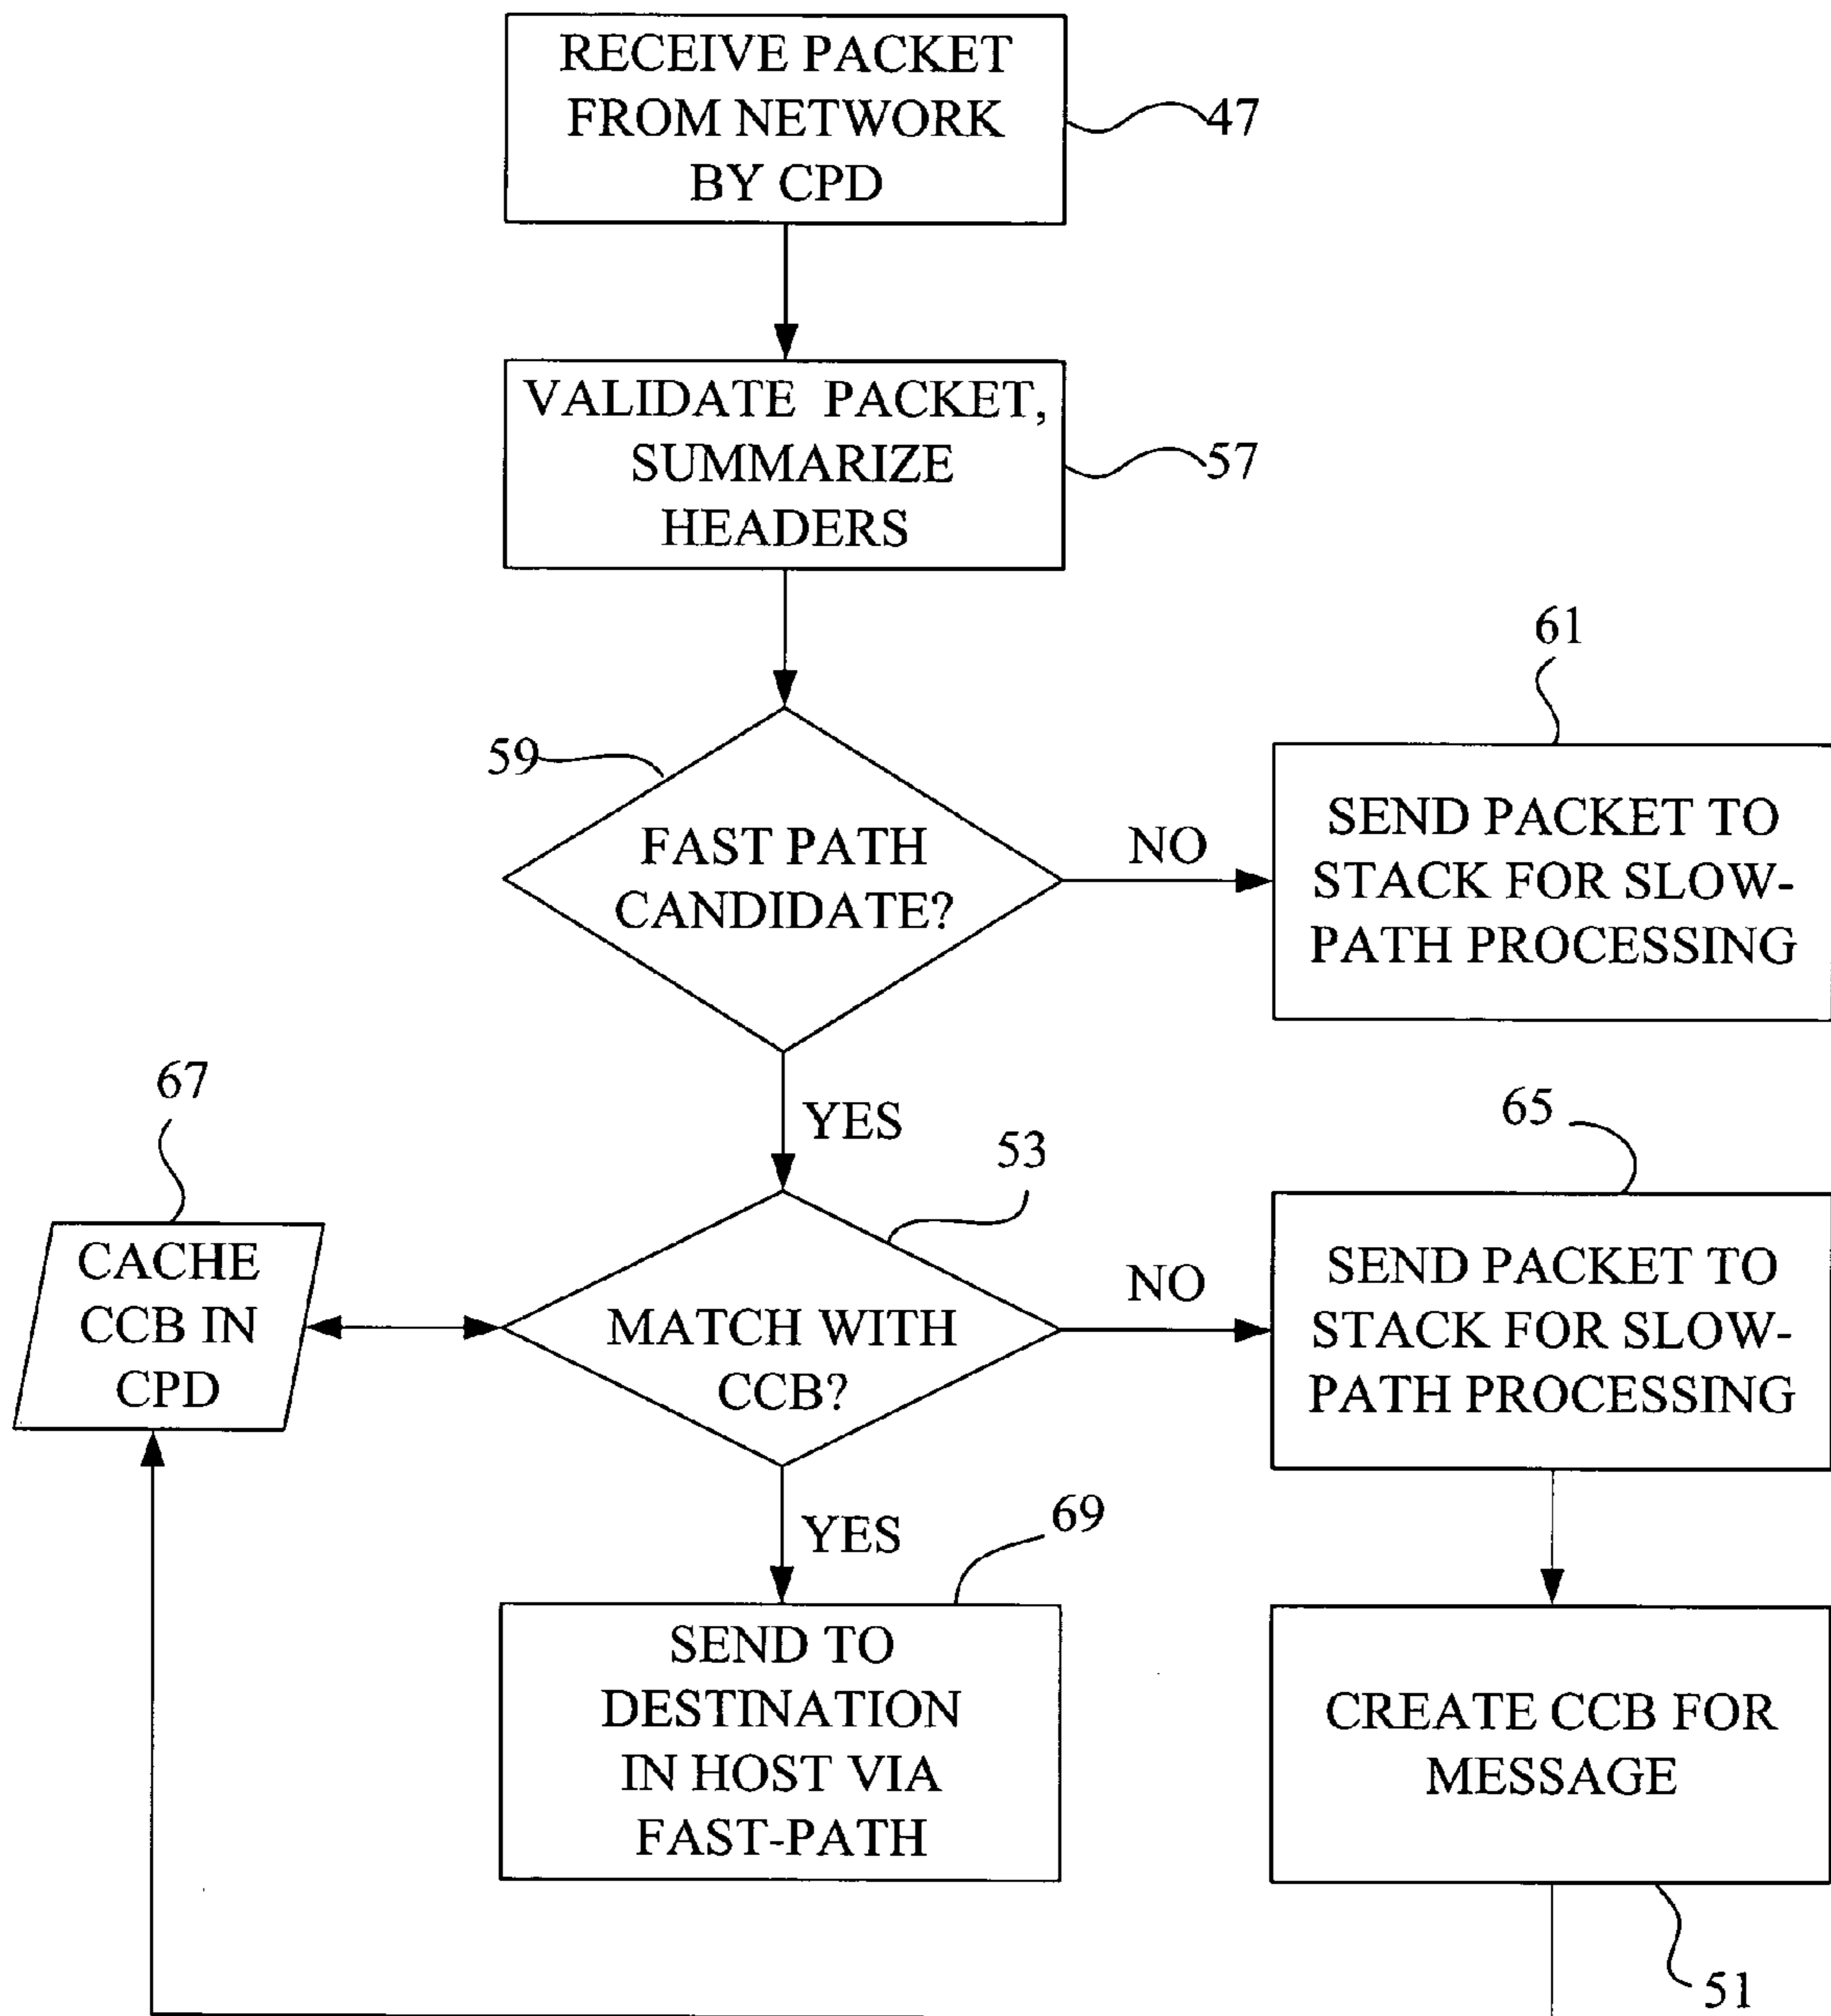 RECEIVE PACKET
FROM NETWORK
BY CPD
47
VALIDATE PACKET,
SUMMARIZE
HEADERS
57
61
59
FAST PATH
CANDIDATE?
NO
SEND PACKET TO
STACK FOR SLOW-
PATH PROCESSING
67
YES
53
65
CACHE
CCB IN
CPD
MATCH WITH
CCB?
NO
SEND PACKET TO
STACK FOR SLOW-
PATH PROCESSING
YES
69
SEND TO
DESTINATION
IN HOST VIA
FAST-PATH
CREATE CCB FOR
MESSAGE
51